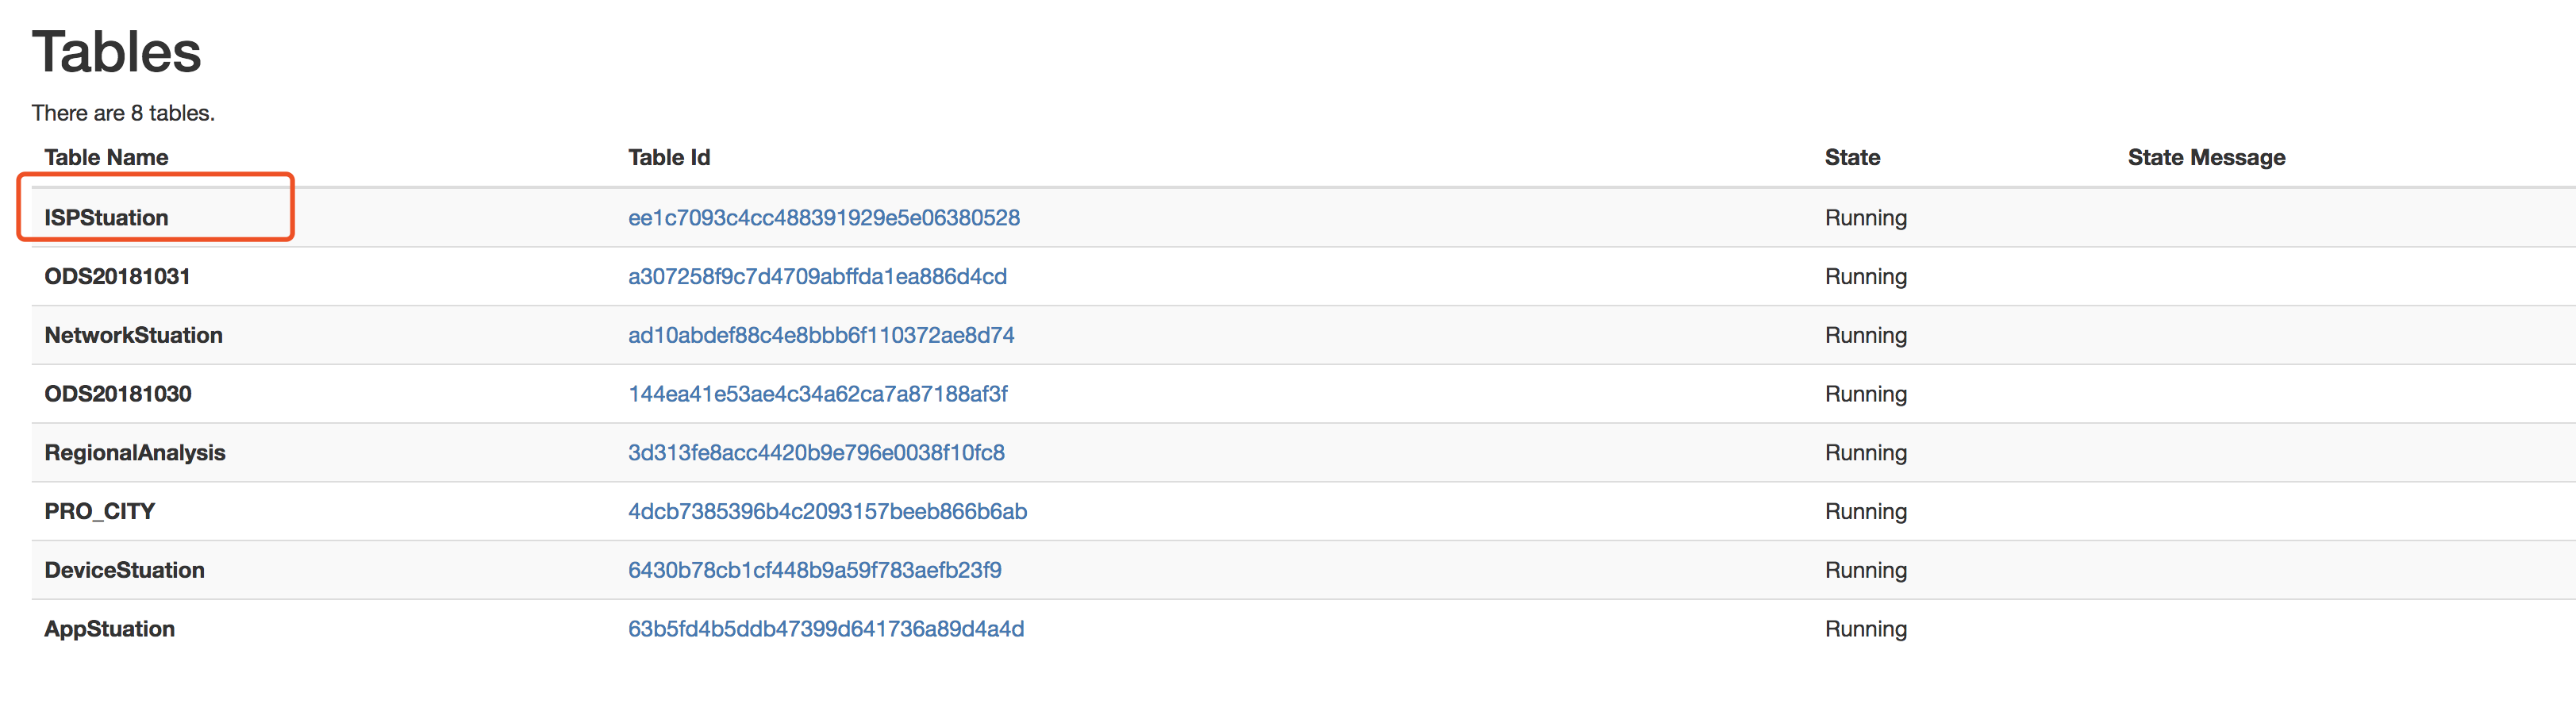 Tables
There are 8 tables.
Table Name Table Id State State Message
ISPStuation ee1c7093c4cc488391929e5e06380528 Running
ODS20181031 a307258f9c7d4709abffda1ea886d4cd Running
NetworkStuation ad10abdef88c4e8bbb6f110372ae8d74 Running
ODS20181030 144ea41e53ae4c34a62ca7a87188af3f Running
RegionalAnalysis 3d313fe8acc4420b9e796e0038f10fc8 Running
PRO_CITY 4dcb7385396b4c2093157beeb866b6ab Running
DeviceStuation 6430b78cb1cf448b9a59f783aefb23f9 Running
AppStuation 63b5fd4b5ddb47399d641736a89d4a4d Running